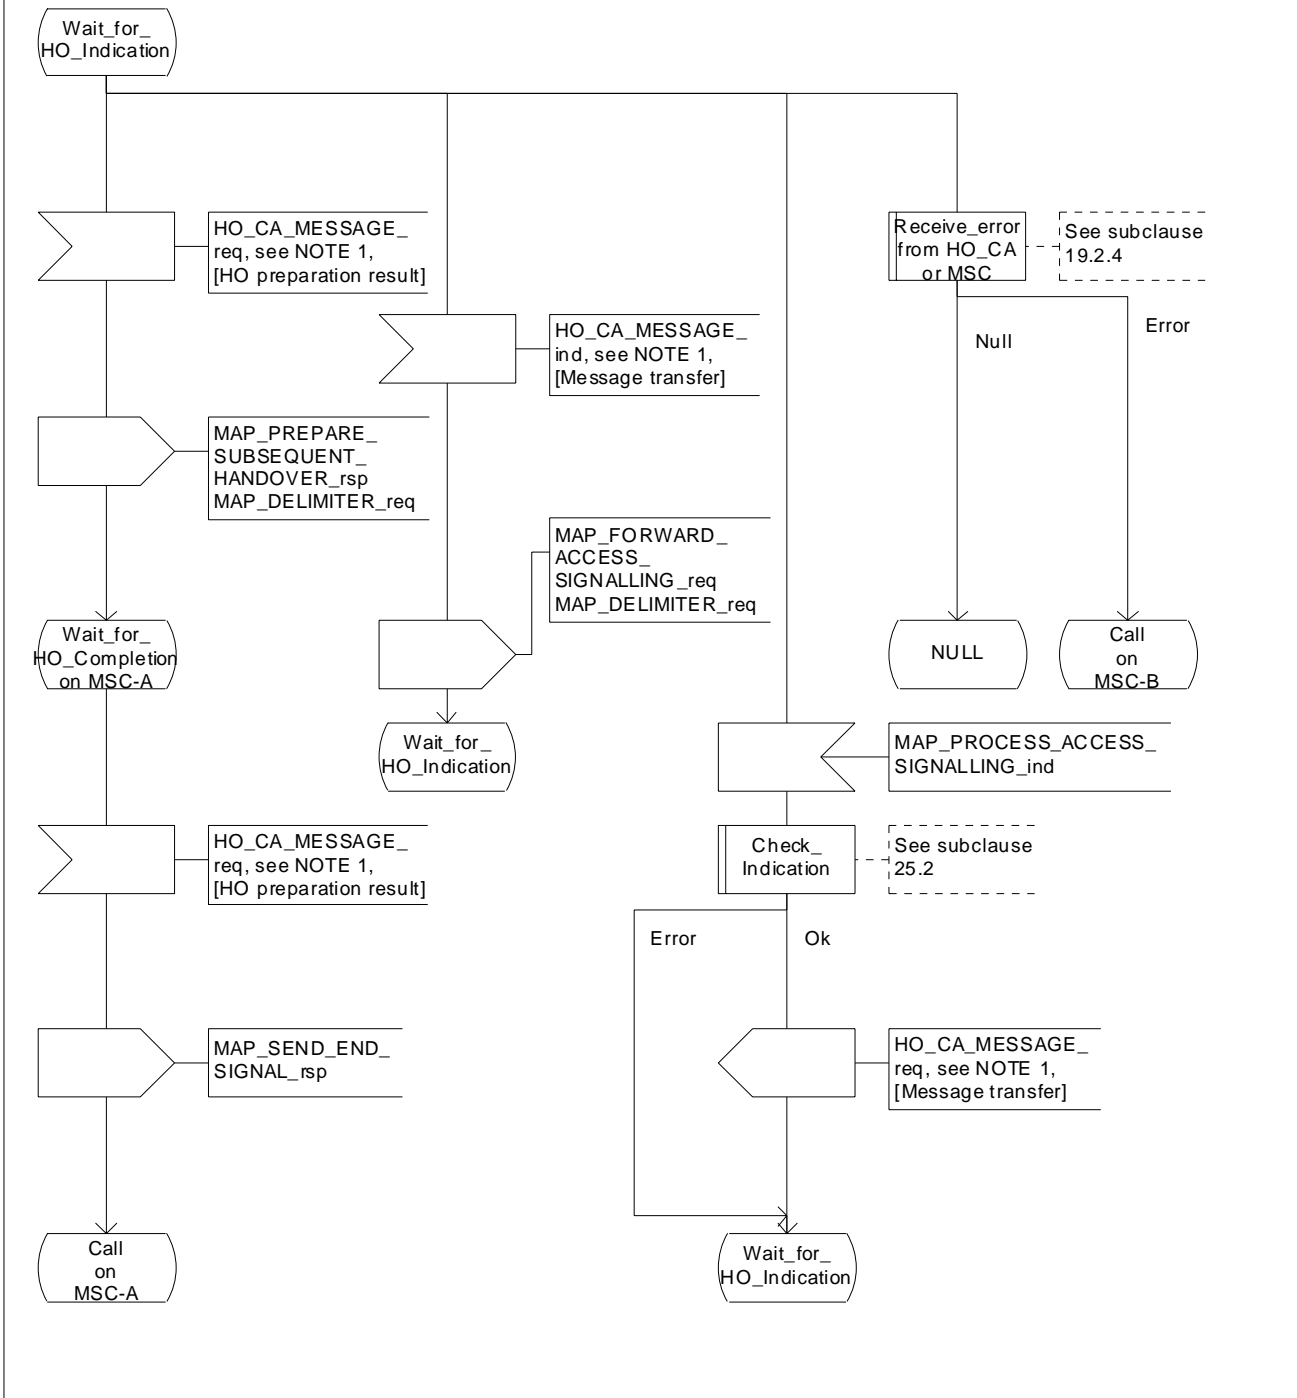 Wait_for_
HO_Indication
HO_CA_MESSAGE_
req, see NOTE 1,
[HO preparation result]
Receive_error
from HO_CA
or MSC
See subclause
19.2.4
HO_CA_MESSAGE_
ind, see NOTE 1,
[Message transfer]
Null
Error
MAP_PREPARE_
SUBSEQUENT_
HANDOVER_rsp
MAP_DELIMITER_req
MAP_FORWARD_
ACCESS_
SIGNALLING_req
MAP_DELIMITER_req
Wait_for_
HO_Completion
on MSC-A
NULL
Call
on
MSC-B
Wait_for_
HO_Indication
MAP_PROCESS_ACCESS_
SIGNALLING_ind
HO_CA_MESSAGE_
req, see NOTE 1,
[HO preparation result]
Check_
Indication
See subclause
25.2
Error
Ok
MAP_SEND_END_
SIGNAL_rsp
HO_CA_MESSAGE_
req, see NOTE 1,
[Message transfer]
Call
on
MSC-A
Wait_for_
HO_Indication